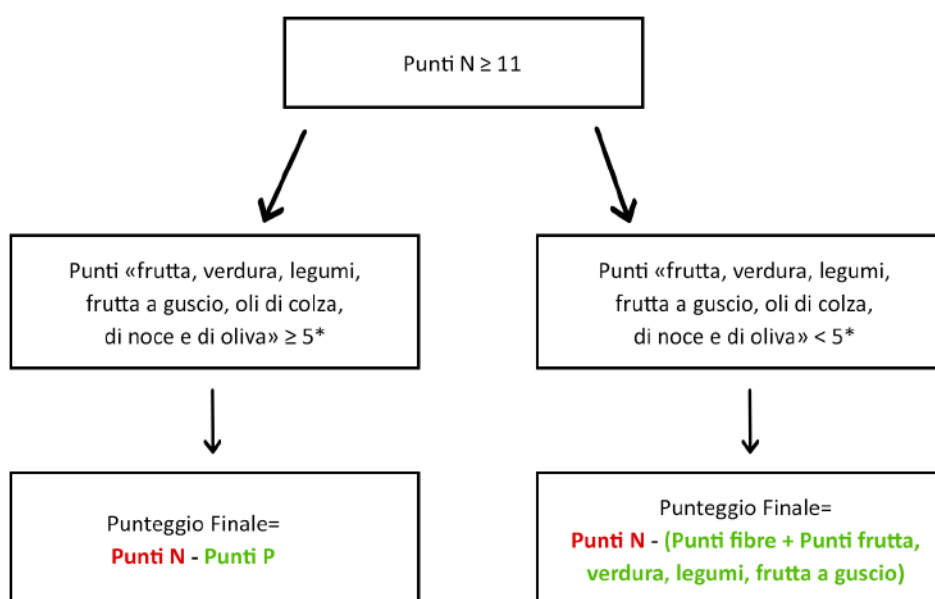 Punti N ≥ 11
Punti «frutta, verdura, legumi,
frutta a guscio, oli di colza,
di noce e di oliva» ≥ 5*
Punti «frutta, verdura, legumi,
frutta a guscio, oli di colza,
di noce e di oliva» < 5*
Punteggio Finale=
Punti N - Punti P
Punteggio Finale=
Punti N - (Punti fibre + Punti frutta,
verdura, legumi, frutta a guscio)